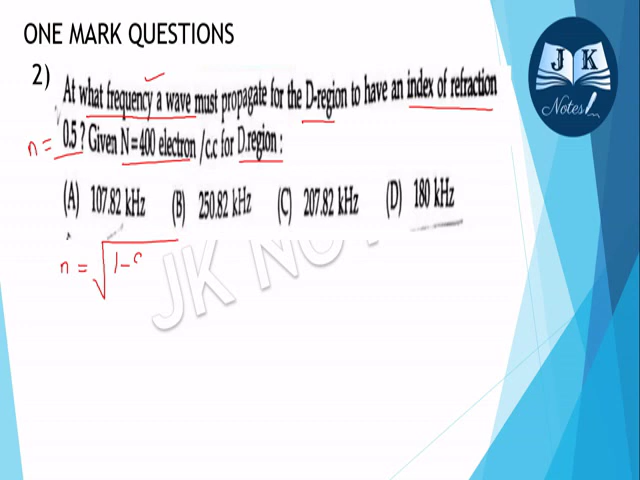 ONE MARK QUESTIONS
J K
Notes
2) At what frequency a wave must propagate for the D-region to have an index of refraction
n = 0.5 ? Given N = 400 electron /c.c for D.region :
(A) 107.82 kHz (B) 250.82 kHz (C) 207.82 kHz (D) 180 kHz
n = √1-
JK NOT